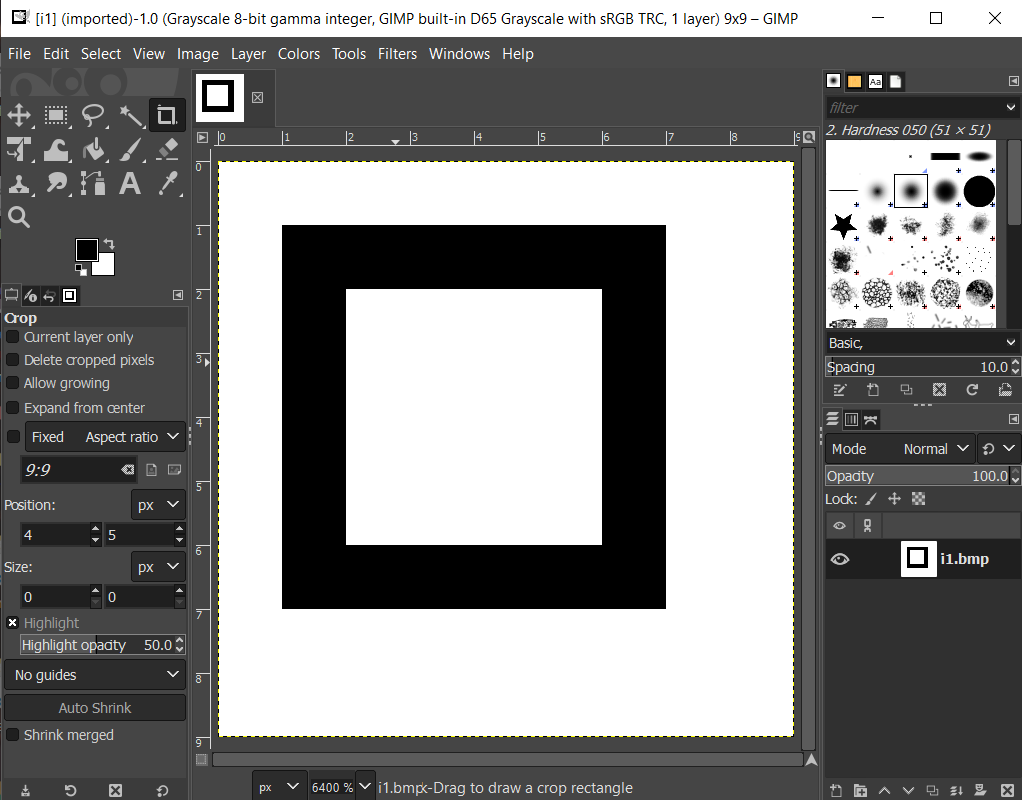 [i1] (imported)-1.0 (Grayscale 8-bit gamma integer, GIMP built-in D65 Grayscale with sRGB TRC, 1 layer) 9x9 – GIMP
File Edit Select View Image Layer Colors Tools Filters Windows Help
Aa
filter
2. Hardness 050 (51 × 51)
0 1 2 3 4 5 6 7 8 9
0
1
2
3
4
5
6
7
8
9
Crop
Current layer only
Delete cropped pixels
Allow growing
Expand from center
Fixed Aspect ratio
9:9
Position: px
4 5
Size: px
0 0
Highlight
Highlight opacity 50.0
No guides
Auto Shrink
Shrink merged
Basic,
Spacing 10.0
Mode Normal
Opacity 100.0
Lock:
i1.bmp
px 6400 % i1.bmpx-Drag to draw a crop rectangle